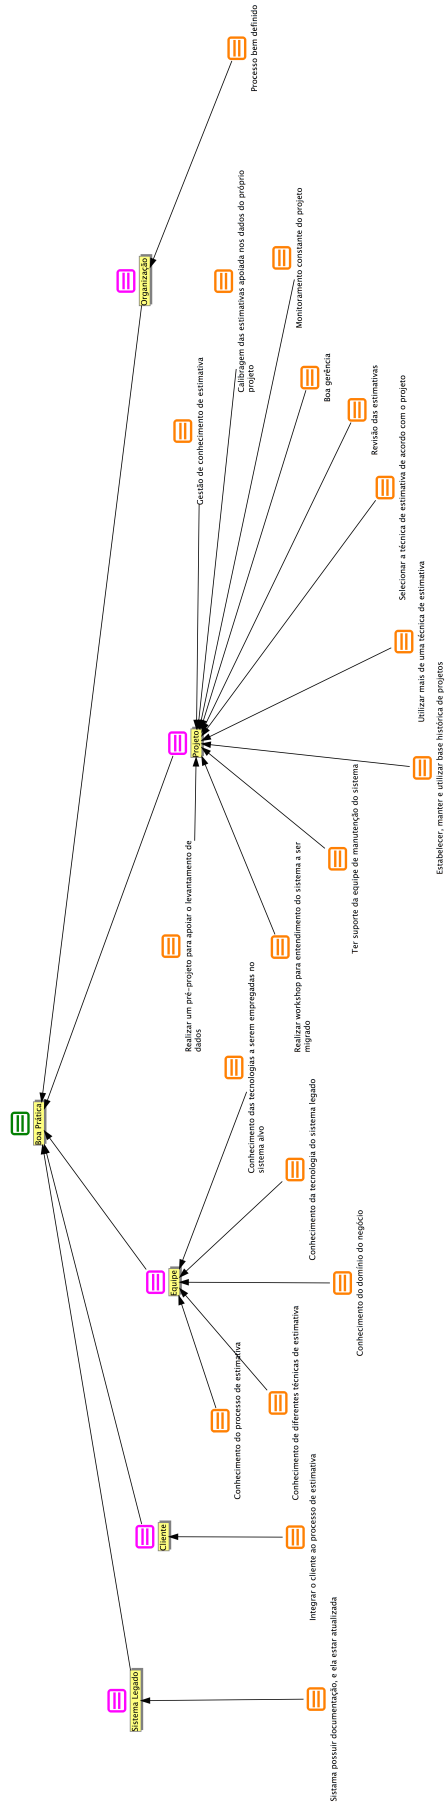 Boa Prática
Sistema Legado
Cliente
Equipe
Projeto
Organização
Sistama possuir documentação, e ela estar atualizada
Integrar o cliente ao processo de estimativa
Conhecimento do processo de estimativa
Conhecimento de diferentes técnicas de estimativa
Conhecimento do domínio do negócio
Conhecimento da tecnologia do sistema legado
Conhecimento das tecnologias a serem empregadas no
sistema alvo
Realizar um pré-projeto para apoiar o levantamento de
dados
Realizar workshop para entendimento do sistema a ser
migrado
Ter suporte da equipe de manutenção do sistema
Estabelecer, manter e utilizar base histórica de projetos
Utilizar mais de uma técnica de estimativa
Selecionar a técnica de estimativa de acordo com o projeto
Revisão das estimativas
Boa gerência
Monitoramento constante do projeto
Calibragem das estimativas apoiada nos dados do próprio
projeto
Gestão de conhecimento de estimativa
Processo bem definido